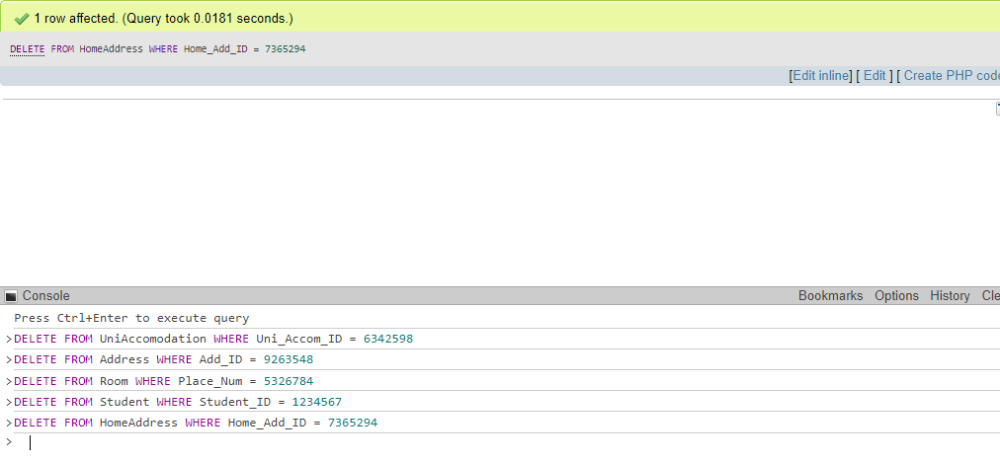 1 row affected. (Query took 0.0181 seconds.)
DELETE FROM HomeAddress WHERE Home_Add_ID = 7365294
[Edit inline] [ Edit ] [ Create PHP code
Console
Bookmarks Options History Cle
Press Ctrl+Enter to execute query
>DELETE FROM UniAccomodation WHERE Uni_Accom_ID = 6342598
>DELETE FROM Address WHERE Add_ID = 9263548
>DELETE FROM Room WHERE Place_Num = 5326784
>DELETE FROM Student WHERE Student_ID = 1234567
>DELETE FROM HomeAddress WHERE Home_Add_ID = 7365294
>